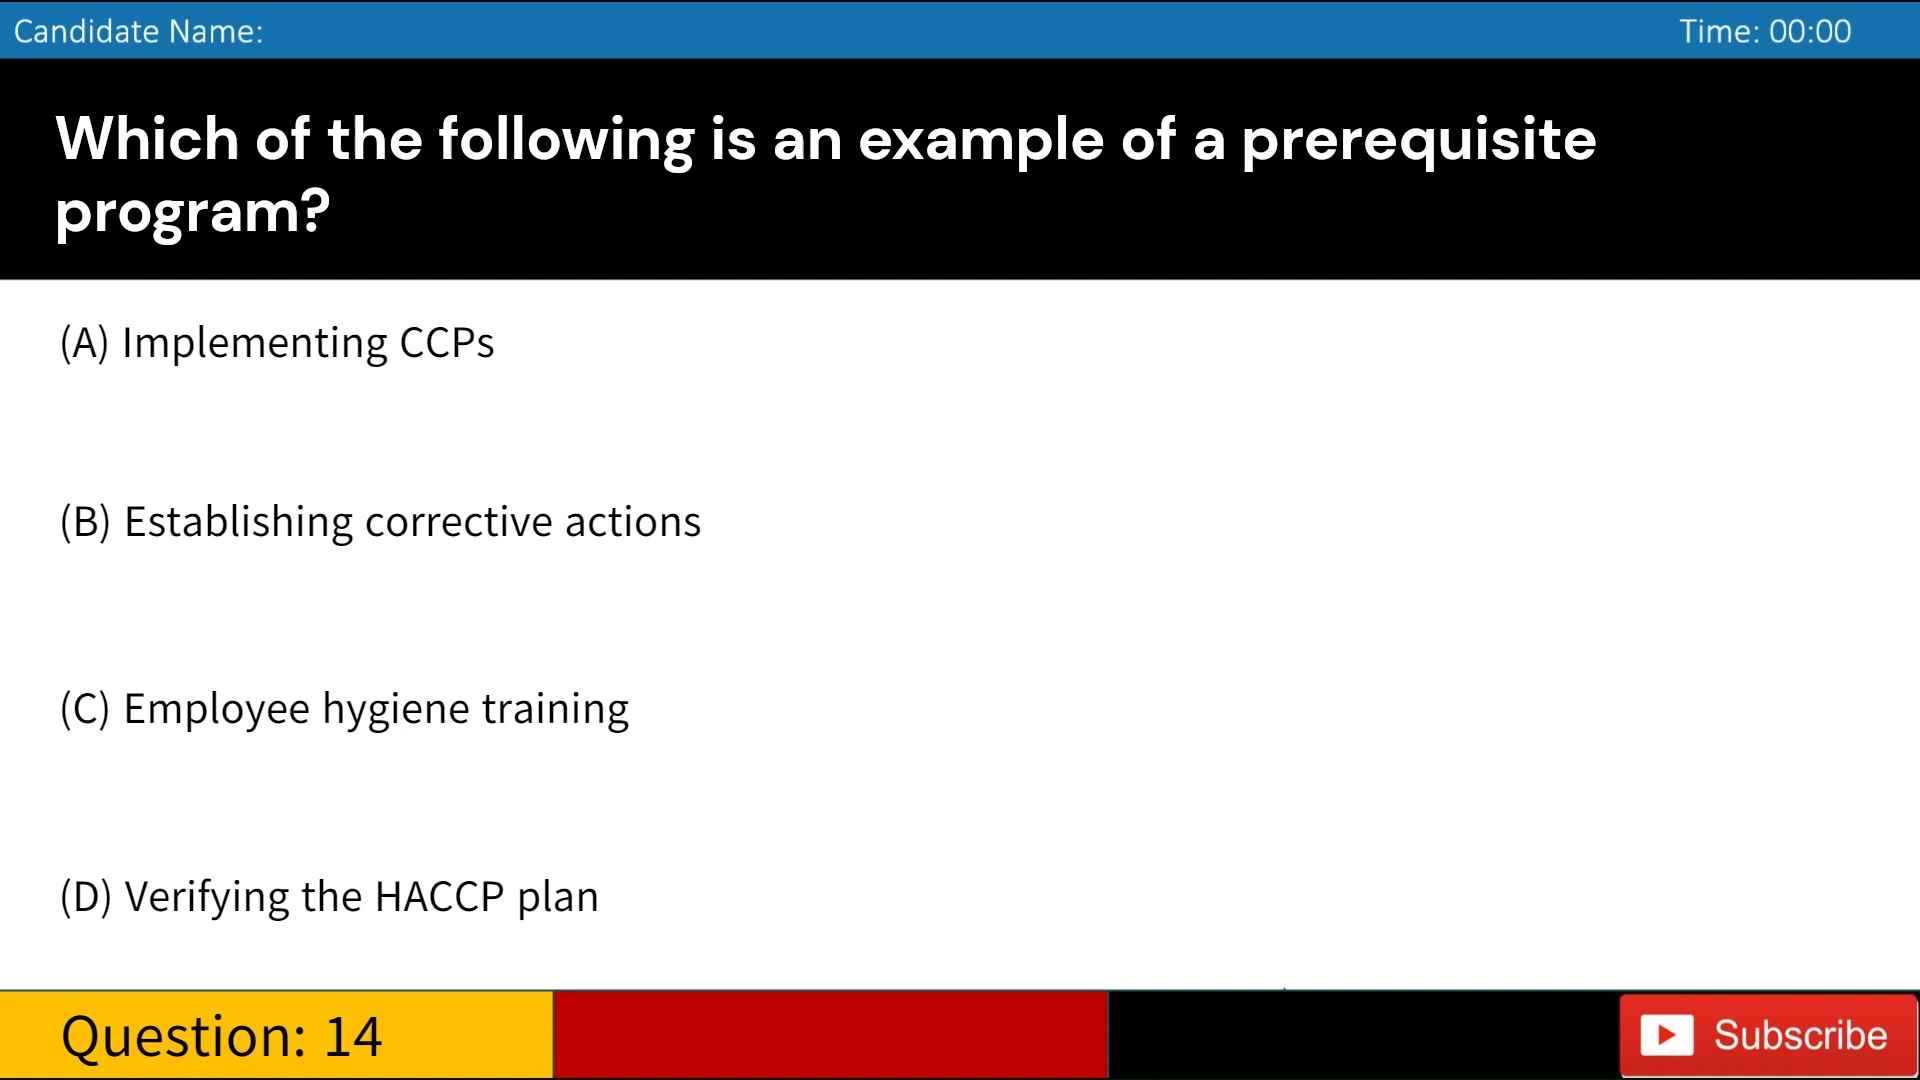 Candidate Name:
Time: 00:00
Which of the following is an example of a prerequisite
program?
(A) Implementing CCPs
(B) Establishing corrective actions
(C) Employee hygiene training
(D) Verifying the HACCP plan
Question: 14
Subscribe